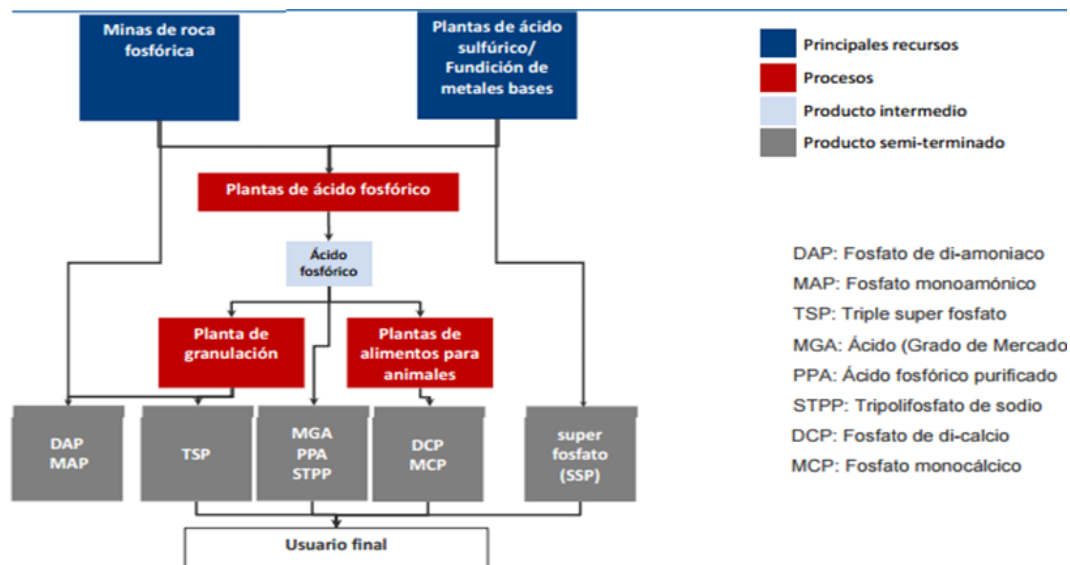 Minas de roca
fosfórica
Plantas de ácido
sulfúrico/
Fundición de
metales bases
Principales recursos
Procesos
Producto intermedio
Producto semi-terminado
Plantas de ácido fosfórico
Ácido
fosfórico
Planta de
granulación
Plantas de
alimentos para
animales
DAP
MAP
TSP
MGA
PPA
STPP
DCP
MCP
super
fosfato
(SSP)
Usuario final
DAP: Fosfato de di-amoniaco
MAP: Fosfato monoamónico
TSP: Triple super fosfato
MGA: Ácido (Grado de Mercado
PPA: Ácido fosfórico purificado
STPP: Tripolifosfato de sodio
DCP: Fosfato de di-calcio
MCP: Fosfato monocálcico